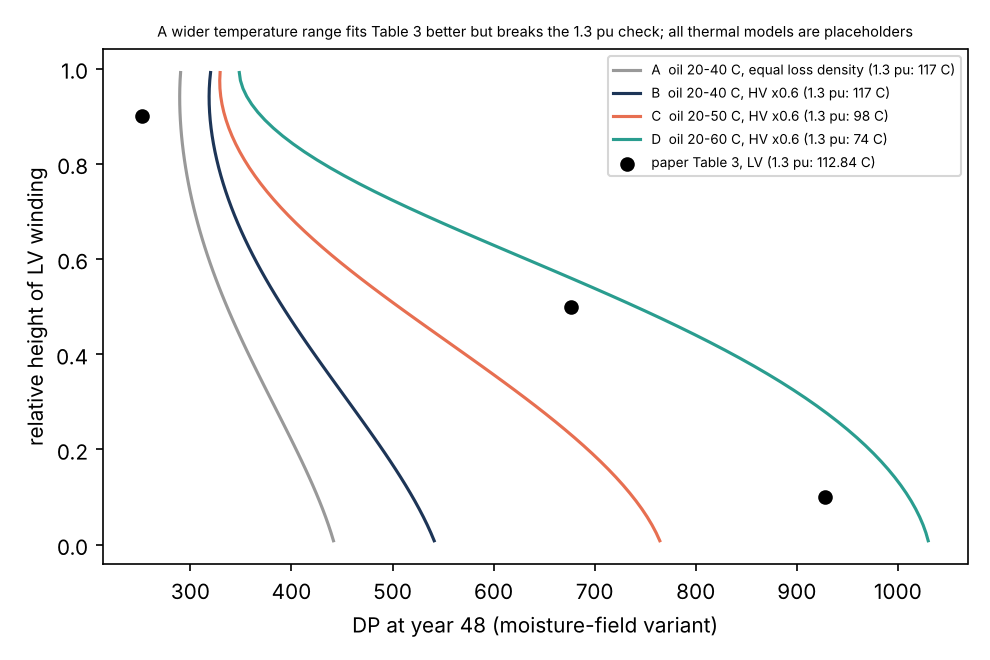 A wider temperature range fits Table 3 better but breaks the 1.3 pu check; all thermal models are placeholders
A oil 20-40 C, equal loss density (1.3 pu: 117 C)
B oil 20-40 C, HV x0.6 (1.3 pu: 117 C)
C oil 20-50 C, HV x0.6 (1.3 pu: 98 C)
D oil 20-60 C, HV x0.6 (1.3 pu: 74 C)
paper Table 3, LV (1.3 pu: 112.84 C)
relative height of LV winding
1.0
0.8
0.6
0.4
0.2
0.0
300 400 500 600 700 800 900 1000
DP at year 48 (moisture-field variant)